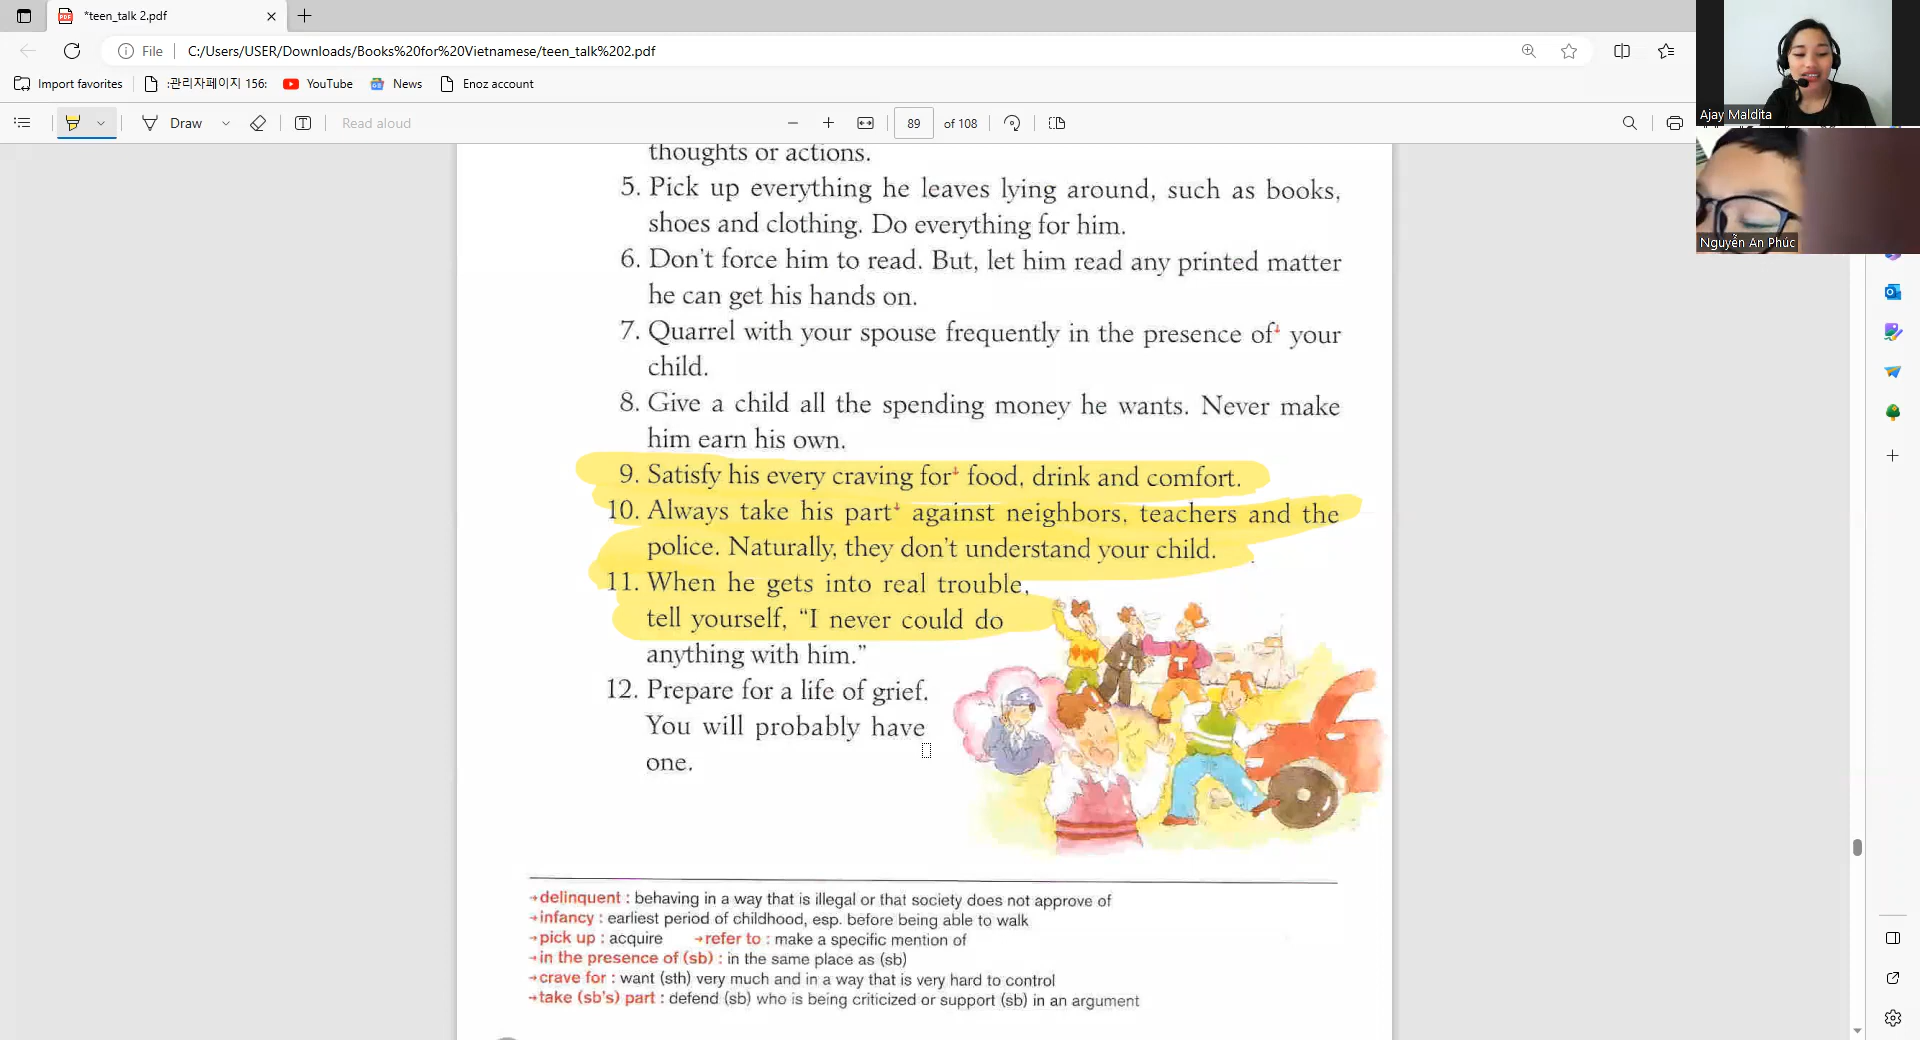 *teen_talk 2.pdf
File C:/Users/USER/Downloads/Books%20for%20Vietnamese/teen_talk%202.pdf
Import favorites :관리자페이지 156: YouTube News Enoz account
Draw Read aloud 89 of 108
Ajay Maldita
Nguyễn An Phúc
thoughts or actions.
5. Pick up everything he leaves lying around, such as books,
shoes and clothing. Do everything for him.
6. Don't force him to read. But, let him read any printed matter
he can get his hands on.
7. Quarrel with your spouse frequently in the presence of your
child.
8. Give a child all the spending money he wants. Never make
him earn his own.
9. Satisfy his every craving for food, drink and comfort.
10. Always take his part against neighbors, teachers and the
police. Naturally, they don't understand your child.
11. When he gets into real trouble,
tell yourself, "I never could do
anything with him."
12. Prepare for a life of grief.
You will probably have
one.
T
→delinquent : behaving in a way that is illegal or that society does not approve of
→infancy : earliest period of childhood, esp. before being able to walk
→pick up : acquire →refer to : make a specific mention of
→in the presence of (sb) : in the same place as (sb)
→crave for : want (sth) very much and in a way that is very hard to control
→take (sb's) part : defend (sb) who is being criticized or support (sb) in an argument